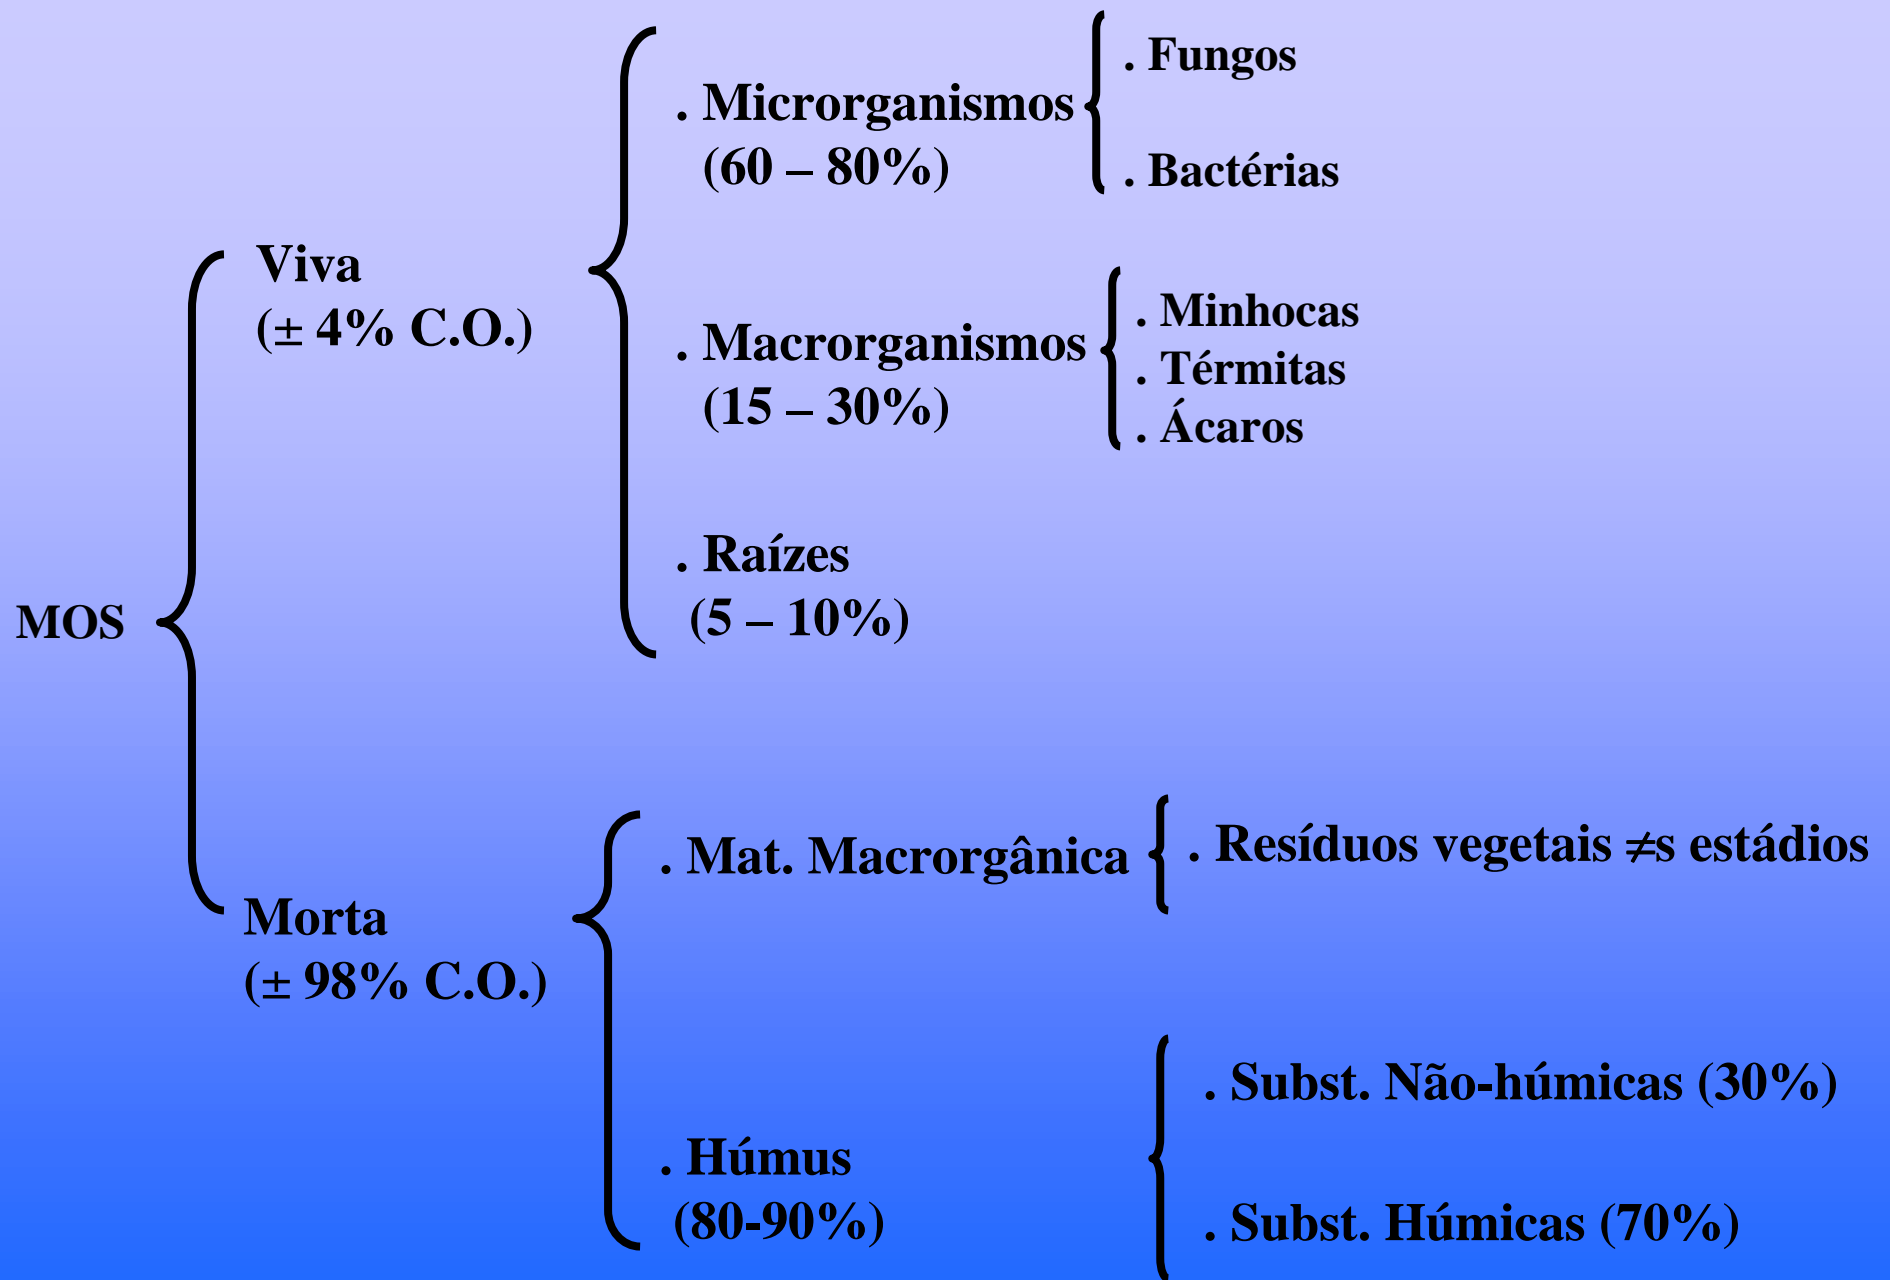 MOS
Viva
(± 4% C.O.)
. Microrganismos
(60 – 80%)
. Fungos
. Bactérias
. Macrorganismos
(15 – 30%)
. Minhocas
. Térmitas
. Ácaros
. Raízes
(5 – 10%)
Morta
(± 98% C.O.)
. Mat. Macrorgânica
. Resíduos vegetais ≠s estádios
. Húmus
(80-90%)
. Subst. Não-húmicas (30%)
. Subst. Húmicas (70%)